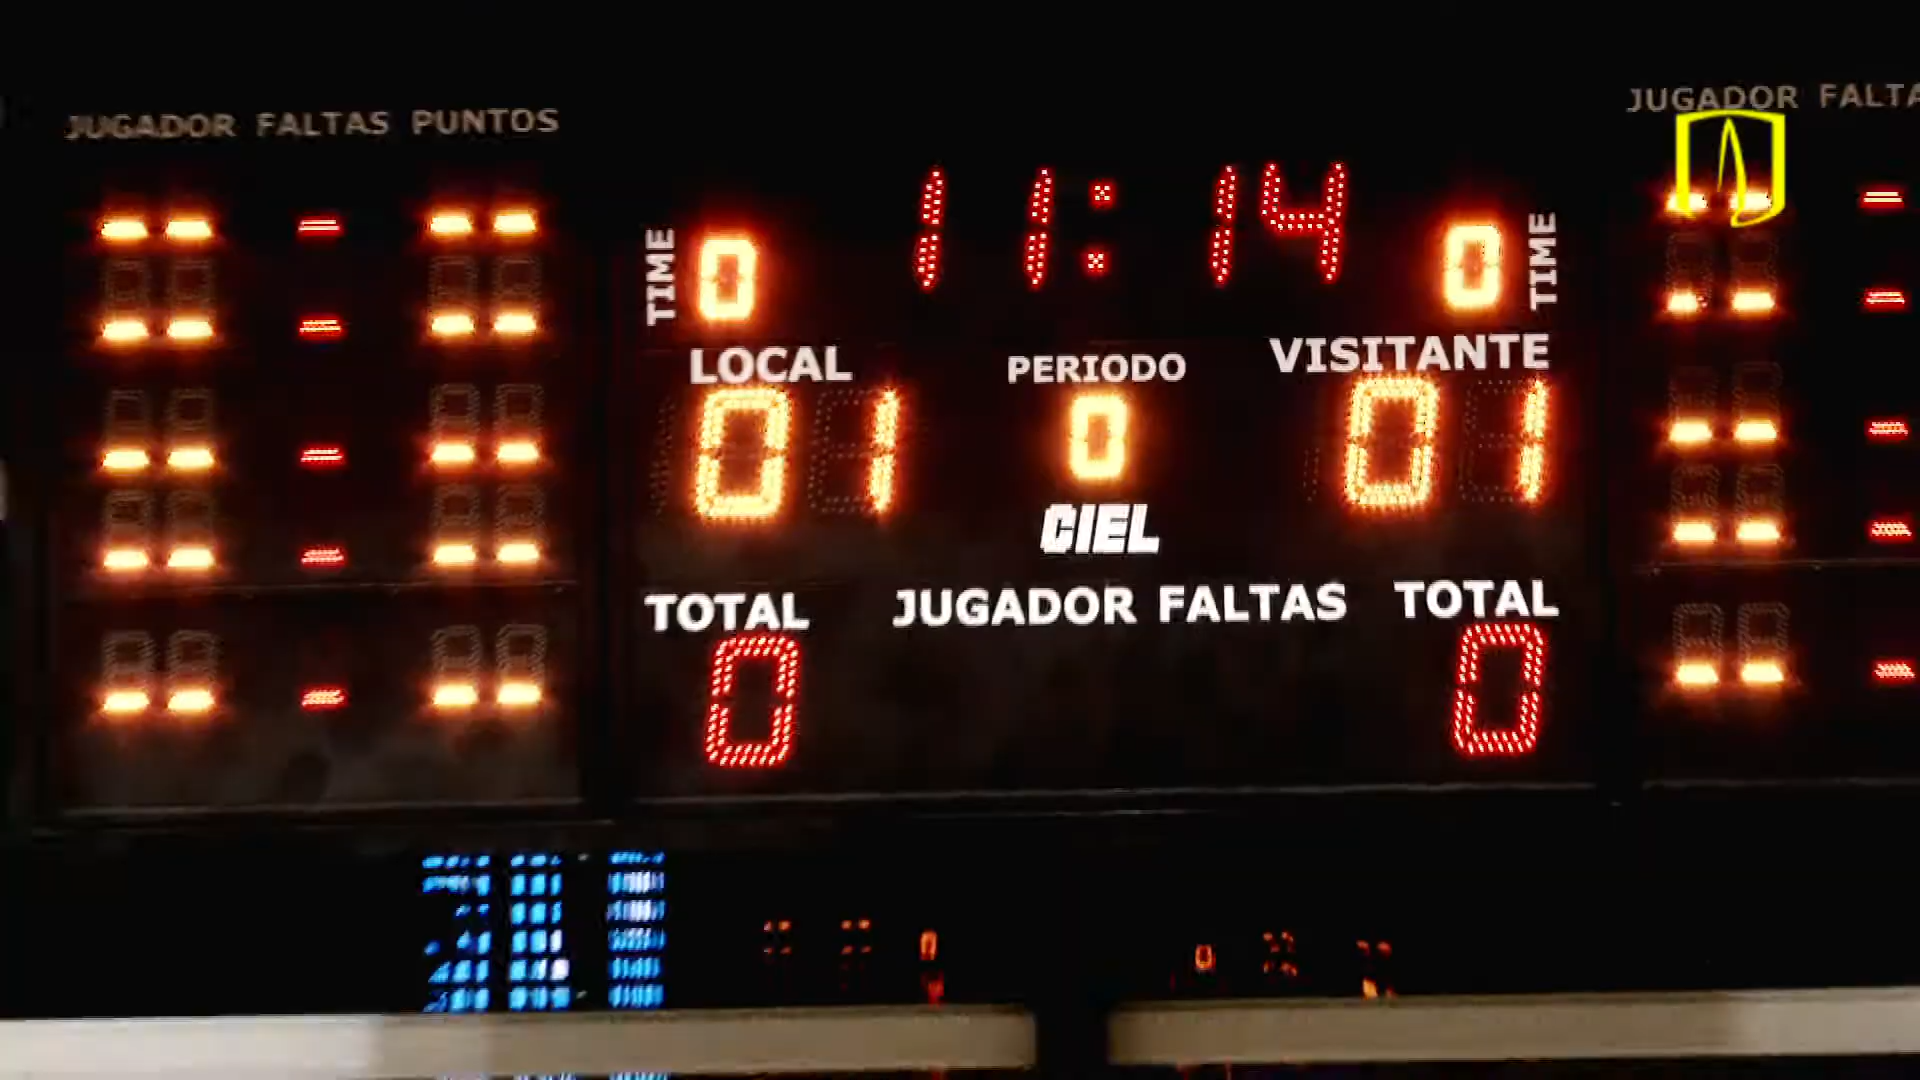 JUGADOR FALTAS PUNTOS
JUGADOR FALTA
11:14
TIME 0
0 TIME
LOCAL PERIODO VISITANTE
01 0 01
CIEL
TOTAL JUGADOR FALTAS TOTAL
0 0